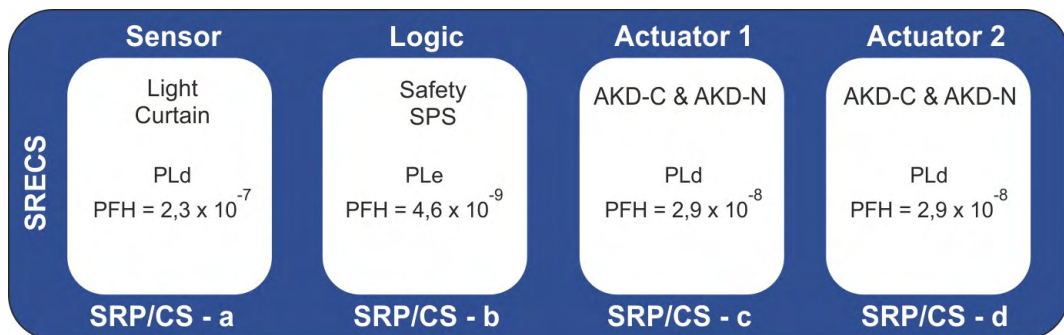 SRECS
Sensor
Light
Curtain
PLd
PFH = 2,3 x 10⁻⁷
SRP/CS - a
Logic
Safety
SPS
PLe
PFH = 4,6 x 10⁻⁹
SRP/CS - b
Actuator 1
AKD-C & AKD-N
PLd
PFH = 2,9 x 10⁻⁸
SRP/CS - c
Actuator 2
AKD-C & AKD-N
PLd
PFH = 2,9 x 10⁻⁸
SRP/CS - d